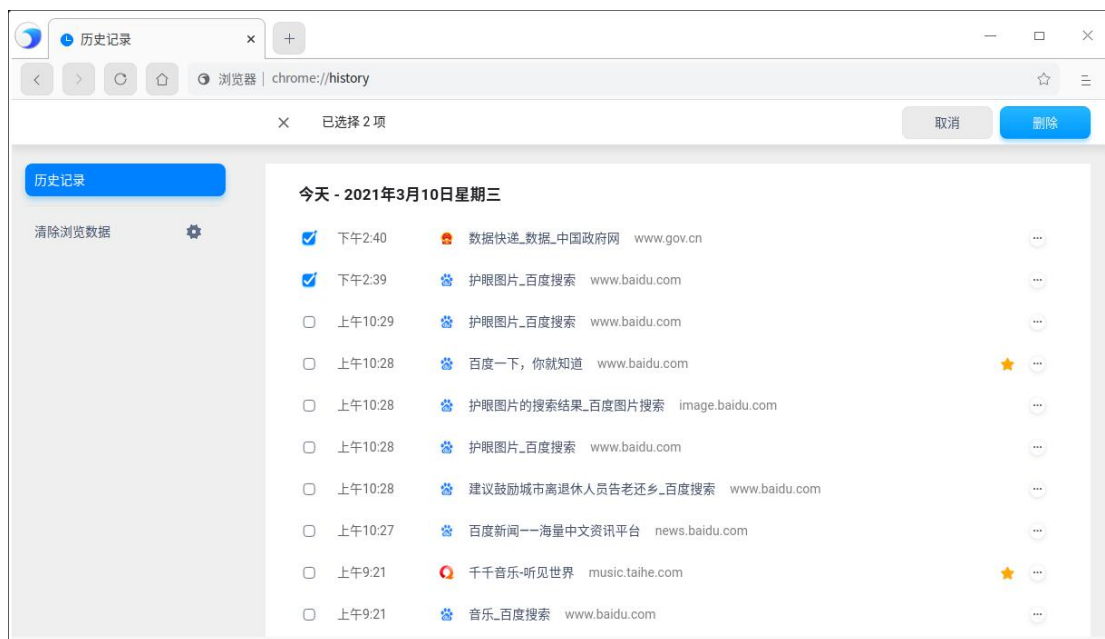 历史记录
浏览器 | chrome://history
已选择 2 项
取消
删除
历史记录
清除浏览数据
今天 - 2021年3月10日星期三
下午2:40 数据快递_数据_中国政府网 www.gov.cn
下午2:39 护眼图片_百度搜索 www.baidu.com
上午10:29 护眼图片_百度搜索 www.baidu.com
上午10:28 百度一下，你就知道 www.baidu.com
上午10:28 护眼图片的搜索结果_百度图片搜索 image.baidu.com
上午10:28 护眼图片_百度搜索 www.baidu.com
上午10:28 建议鼓励城市离退休人员告老还乡_百度搜索 www.baidu.com
上午10:27 百度新闻——海量中文资讯平台 news.baidu.com
上午9:21 千千音乐-听见世界 music.taihe.com
上午9:21 音乐_百度搜索 www.baidu.com